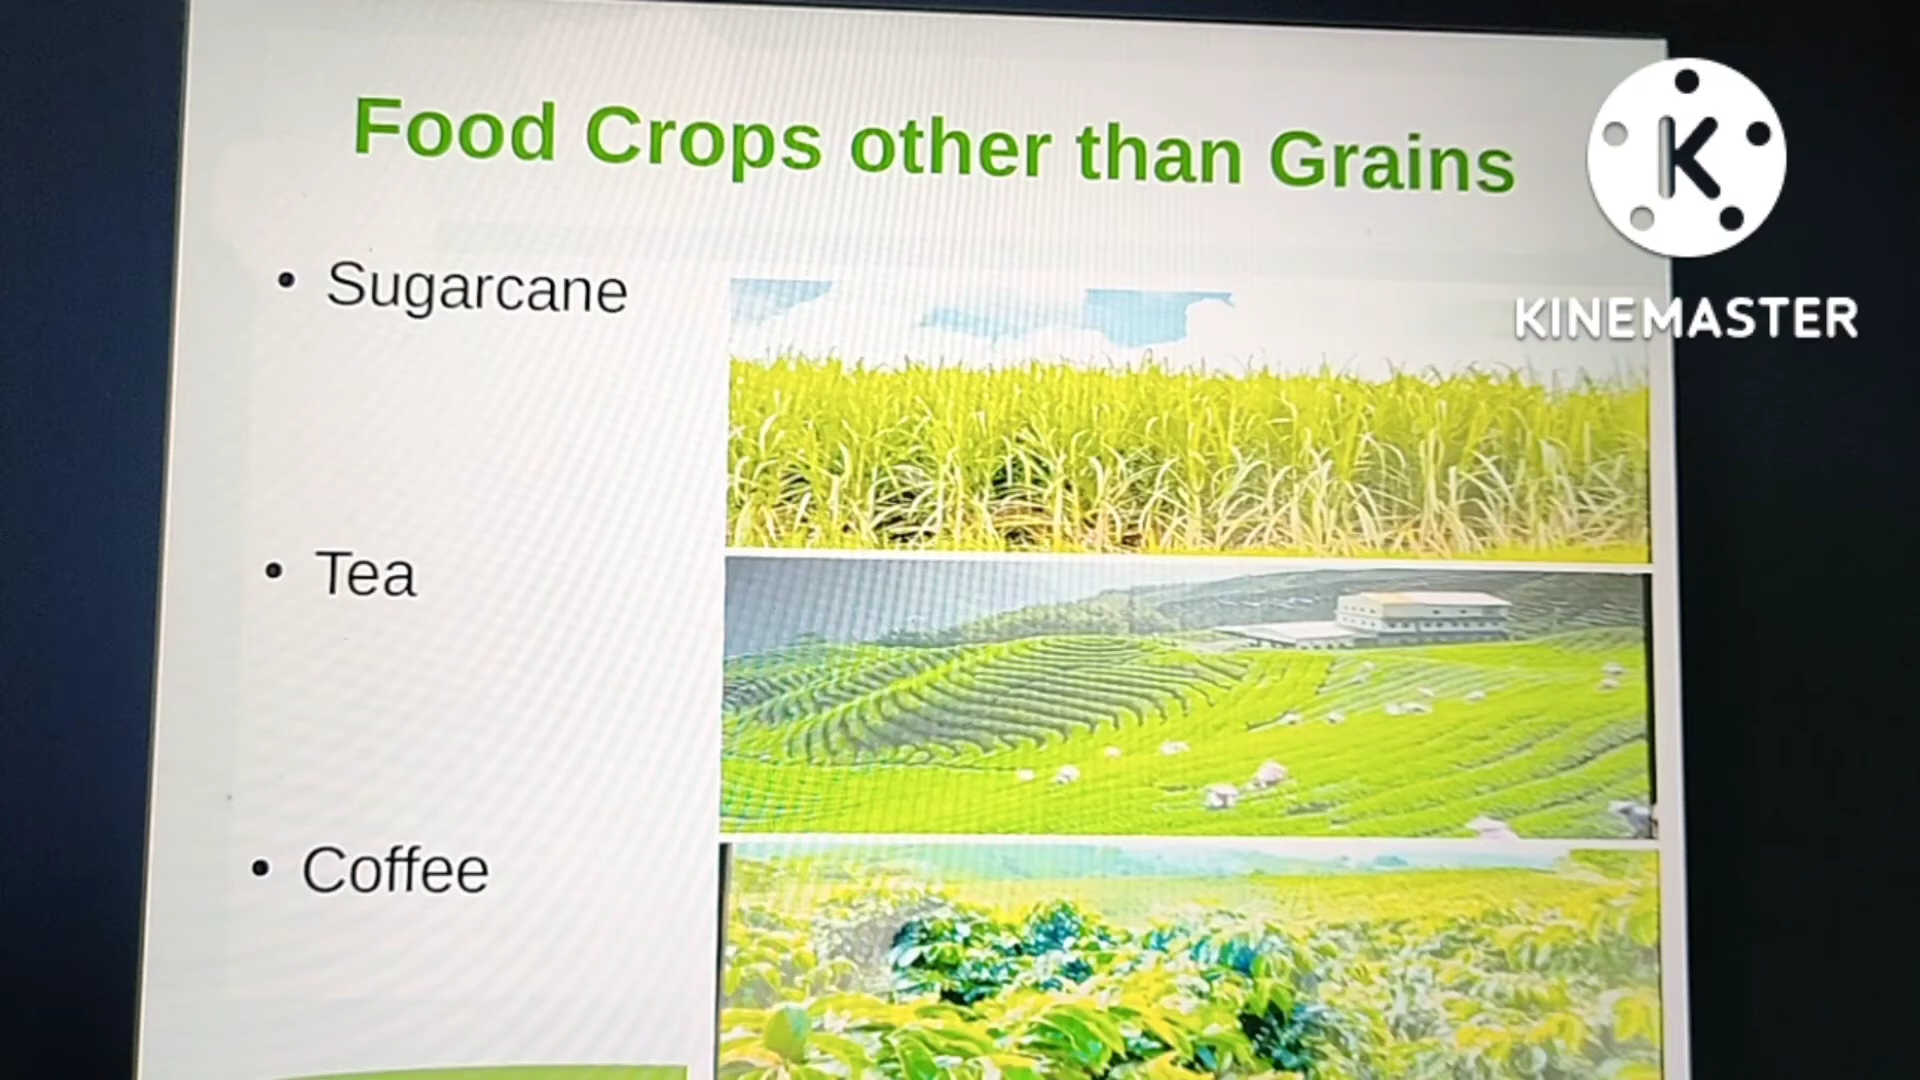 Food Crops other than Grains
• Sugarcane
• Tea
• Coffee
K
KINEMASTER